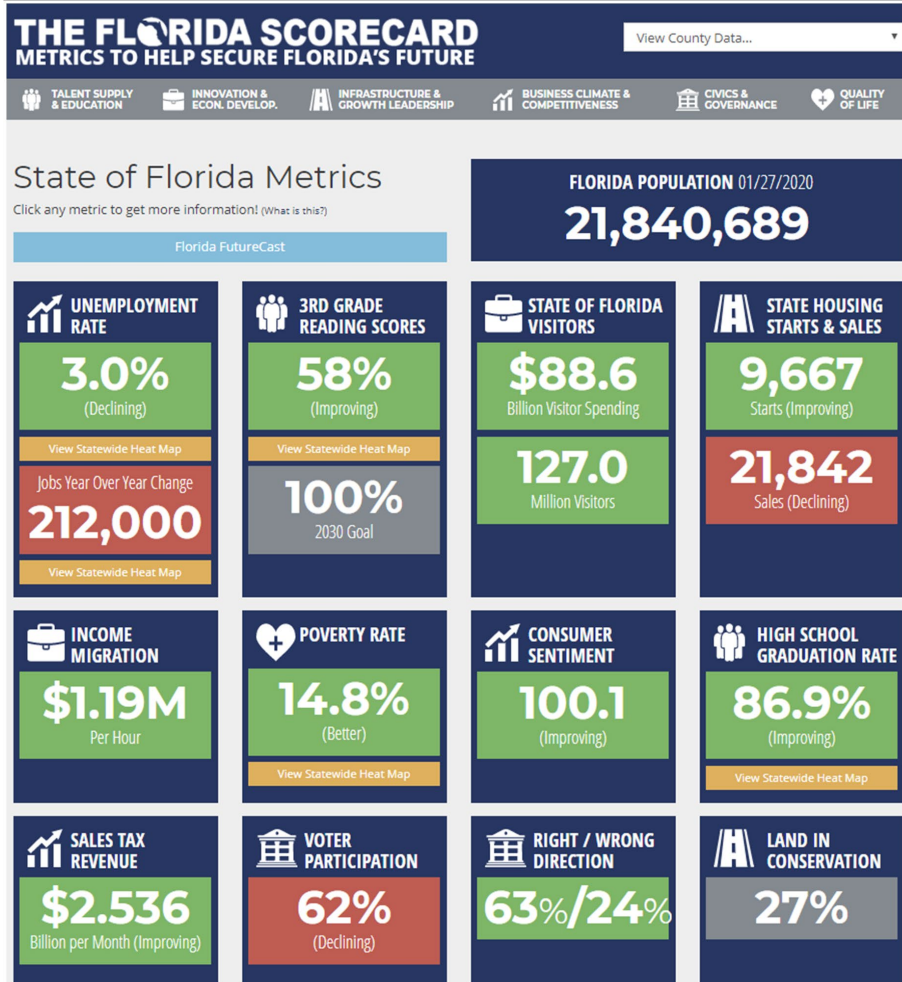 THE FLORIDA SCORECARD
METRICS TO HELP SECURE FLORIDA'S FUTURE
View County Data...
TALENT SUPPLY
& EDUCATION
INNOVATION &
ECON. DEVELOP.
INFRASTRUCTURE &
GROWTH LEADERSHIP
BUSINESS CLIMATE &
COMPETITIVENESS
CIVICS &
GOVERNANCE
QUALITY
OF LIFE
State of Florida Metrics
Click any metric to get more information! (What is this?)
Florida FutureCast
FLORIDA POPULATION 01/27/2020
21,840,689
UNEMPLOYMENT
RATE
3.0%
(Declining)
View Statewide Heat Map
Jobs Year Over Year Change
212,000
View Statewide Heat Map
3RD GRADE
READING SCORES
58%
(Improving)
View Statewide Heat Map
100%
2030 Goal
STATE OF FLORIDA
VISITORS
$88.6
Billion Visitor Spending
127.0
Million Visitors
STATE HOUSING
STARTS & SALES
9,667
Starts (Improving)
21,842
Sales (Declining)
INCOME
MIGRATION
$1.19M
Per Hour
POVERTY RATE
14.8%
(Better)
View Statewide Heat Map
CONSUMER
SENTIMENT
100.1
(Improving)
HIGH SCHOOL
GRADUATION RATE
86.9%
(Improving)
View Statewide Heat Map
SALES TAX
REVENUE
$2.536
Billion per Month (Improving)
VOTER
PARTICIPATION
62%
(Declining)
RIGHT / WRONG
DIRECTION
63%/24%
LAND IN
CONSERVATION
27%